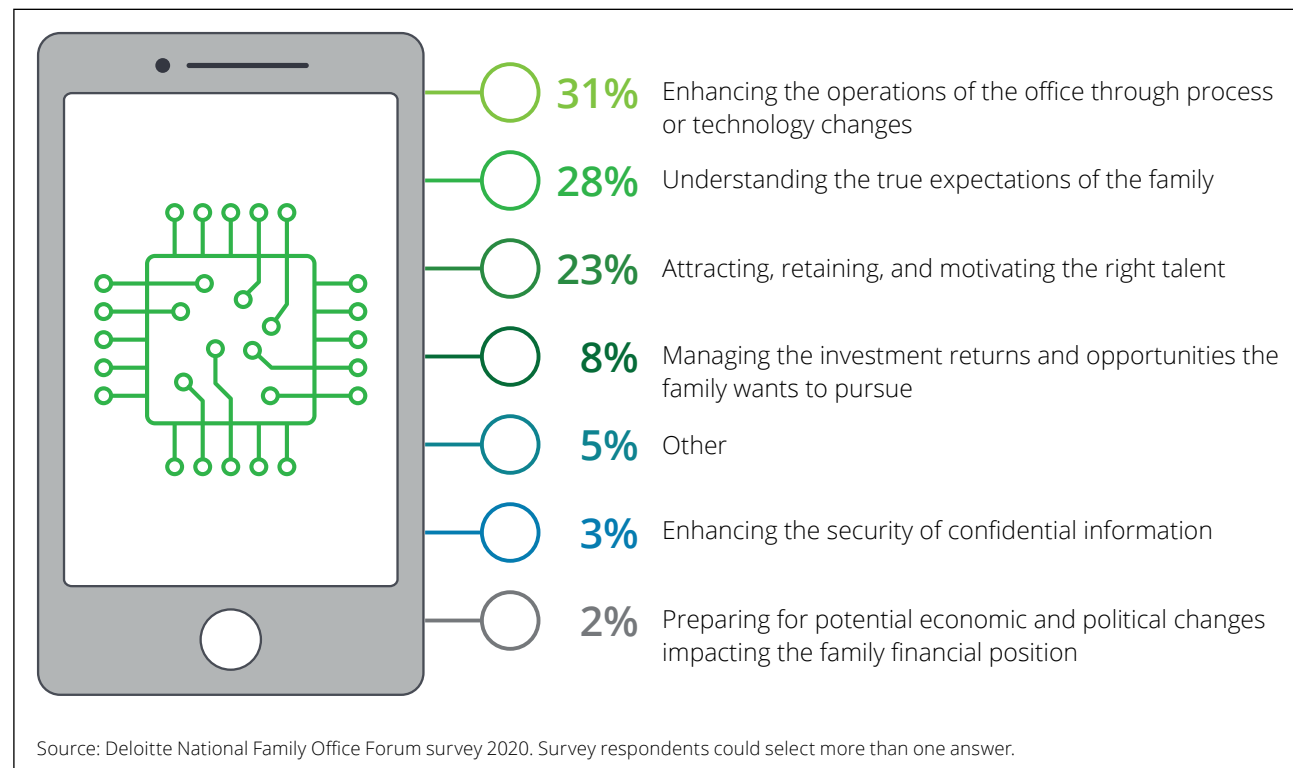 31% Enhancing the operations of the office through process
or technology changes
28% Understanding the true expectations of the family
23% Attracting, retaining, and motivating the right talent
8% Managing the investment returns and opportunities the
family wants to pursue
5% Other
3% Enhancing the security of confidential information
2% Preparing for potential economic and political changes
impacting the family financial position
Source: Deloitte National Family Office Forum survey 2020. Survey respondents could select more than one answer.